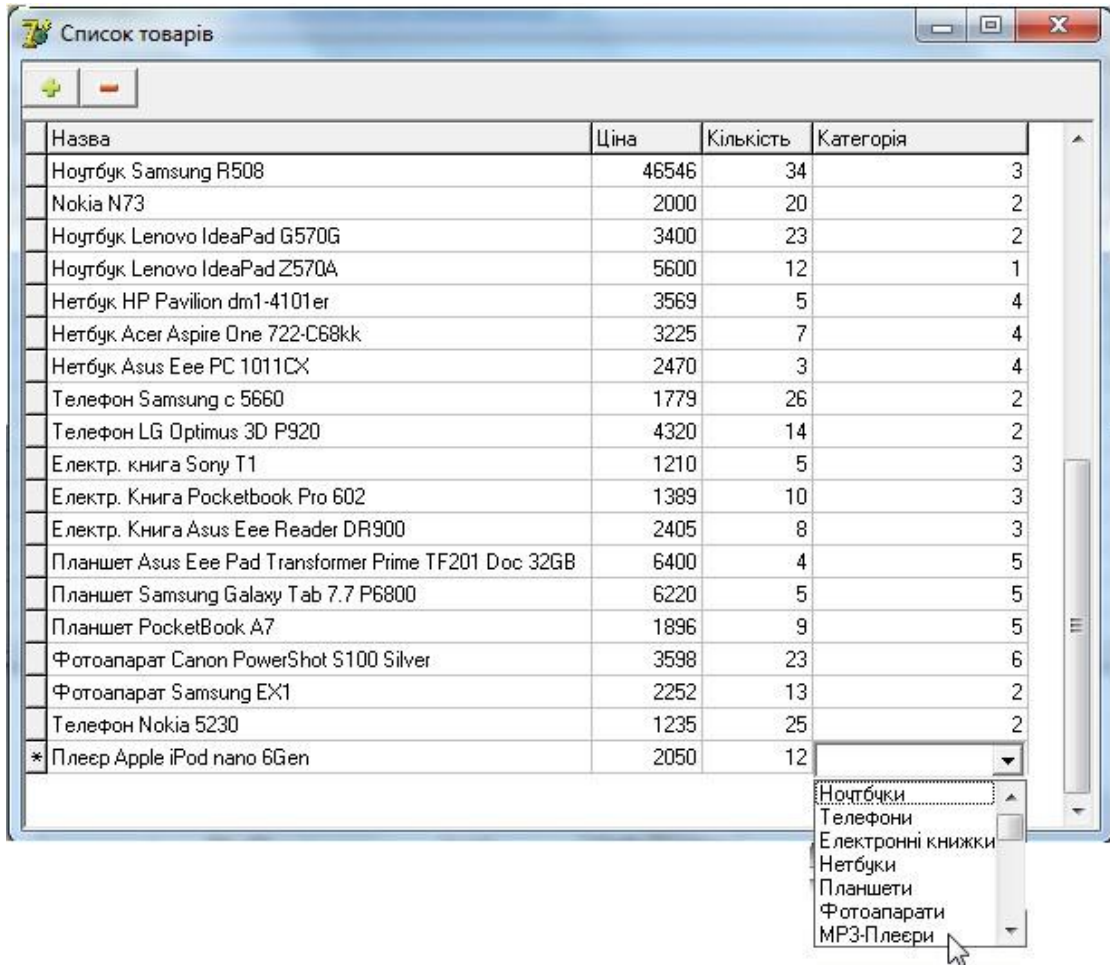 Список товарів
Назва Ціна Кількість Категорія
Ноутбук Samsung R508 46546 34 3
Nokia N73 2000 20 2
Ноутбук Lenovo IdeaPad G570G 3400 23 2
Ноутбук Lenovo IdeaPad Z570A 5600 12 1
Нетбук HP Pavilion dm1-4101er 3569 5 4
Нетбук Acer Aspire One 722-C68kk 3225 7 4
Нетбук Asus Eee PC 1011CX 2470 3 4
Телефон Samsung c 5660 1779 26 2
Телефон LG Optimus 3D P920 4320 14 2
Електр. книга Sony T1 1210 5 3
Електр. Книга Pocketbook Pro 602 1389 10 3
Електр. Книга Asus Eee Reader DR900 2405 8 3
Планшет Asus Eee Pad Transformer Prime TF201 Doc 32GB 6400 4 5
Планшет Samsung Galaxy Tab 7.7 P6800 6220 5 5
Планшет PocketBook A7 1896 9 5
Фотоапарат Canon PowerShot S100 Silver 3598 23 6
Фотоапарат Samsung EX1 2252 13 2
Телефон Nokia 5230 1235 25 2
* Плеєр Apple iPod nano 6Gen 2050 12
Ноутбуки
Телефони
Електронні книжки
Нетбуки
Планшети
Фотоапарати
MP3-Плеєри